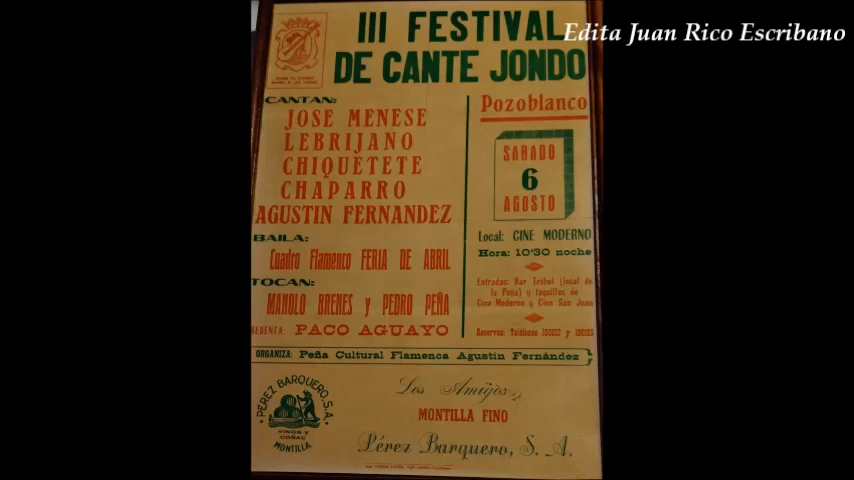 Edita Juan Rico Escribano
III FESTIVAL
DE CANTE JONDO
CANTAN:
JOSE MENESE
LEBRIJANO
CHIQUETETE
CHAPARRO
AGUSTIN FERNANDEZ
BAILA:
Cuadro Flamenco FERIA DE ABRIL
TOCAN:
MANOLO BRENES y PEDRO PEÑA
PACO AGUAYO
Pozoblanco
SABADO
6
AGOSTO
Local: CINE MODERNO
Hora: 10'30 noche
Entradas: Bar Trébol (local de
la Peña) y taquillas de
Cine Moderno y Cine San Juan
Reservas: Teléfonos
ORGANIZA: Peña Cultural Flamenca Agustín Fernández
PEREZ BARQUERO, S.A.
VINOS Y
COÑAC
MONTILLA
Los Amigos
MONTILLA FINO
Pérez Barquero, S. A.